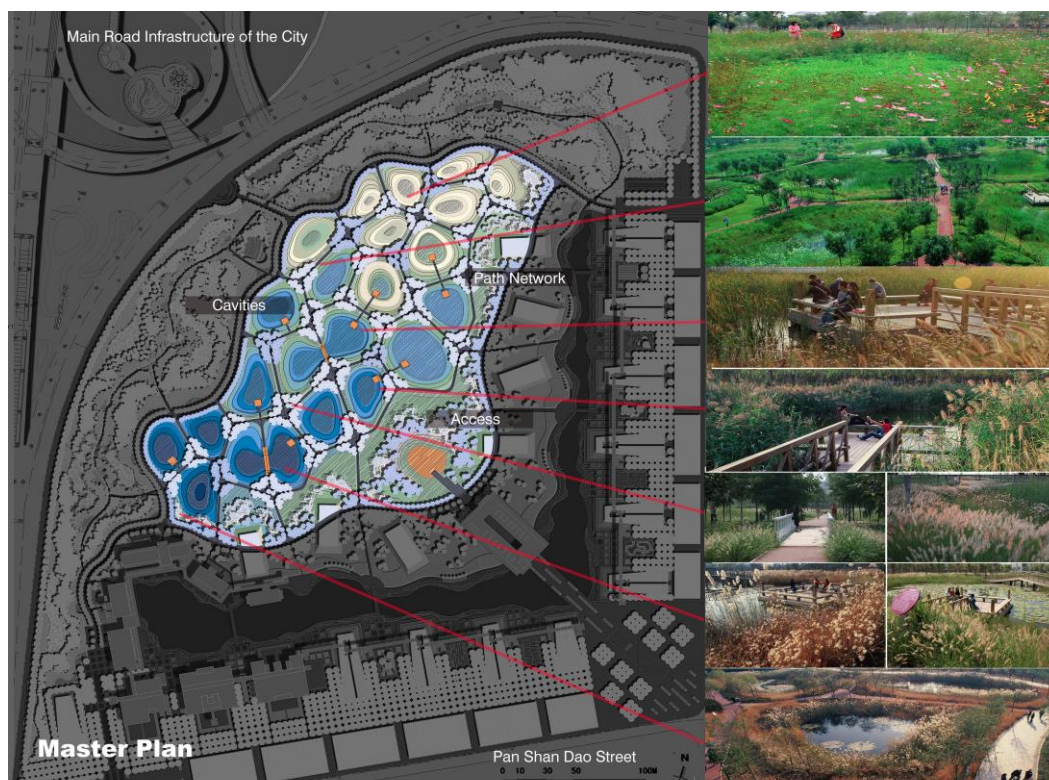 Main Road Infrastructure of the City
Path Network
Cavities
Access
Master Plan
Pan Shan Dao Street
N
0 10 30 50 100M